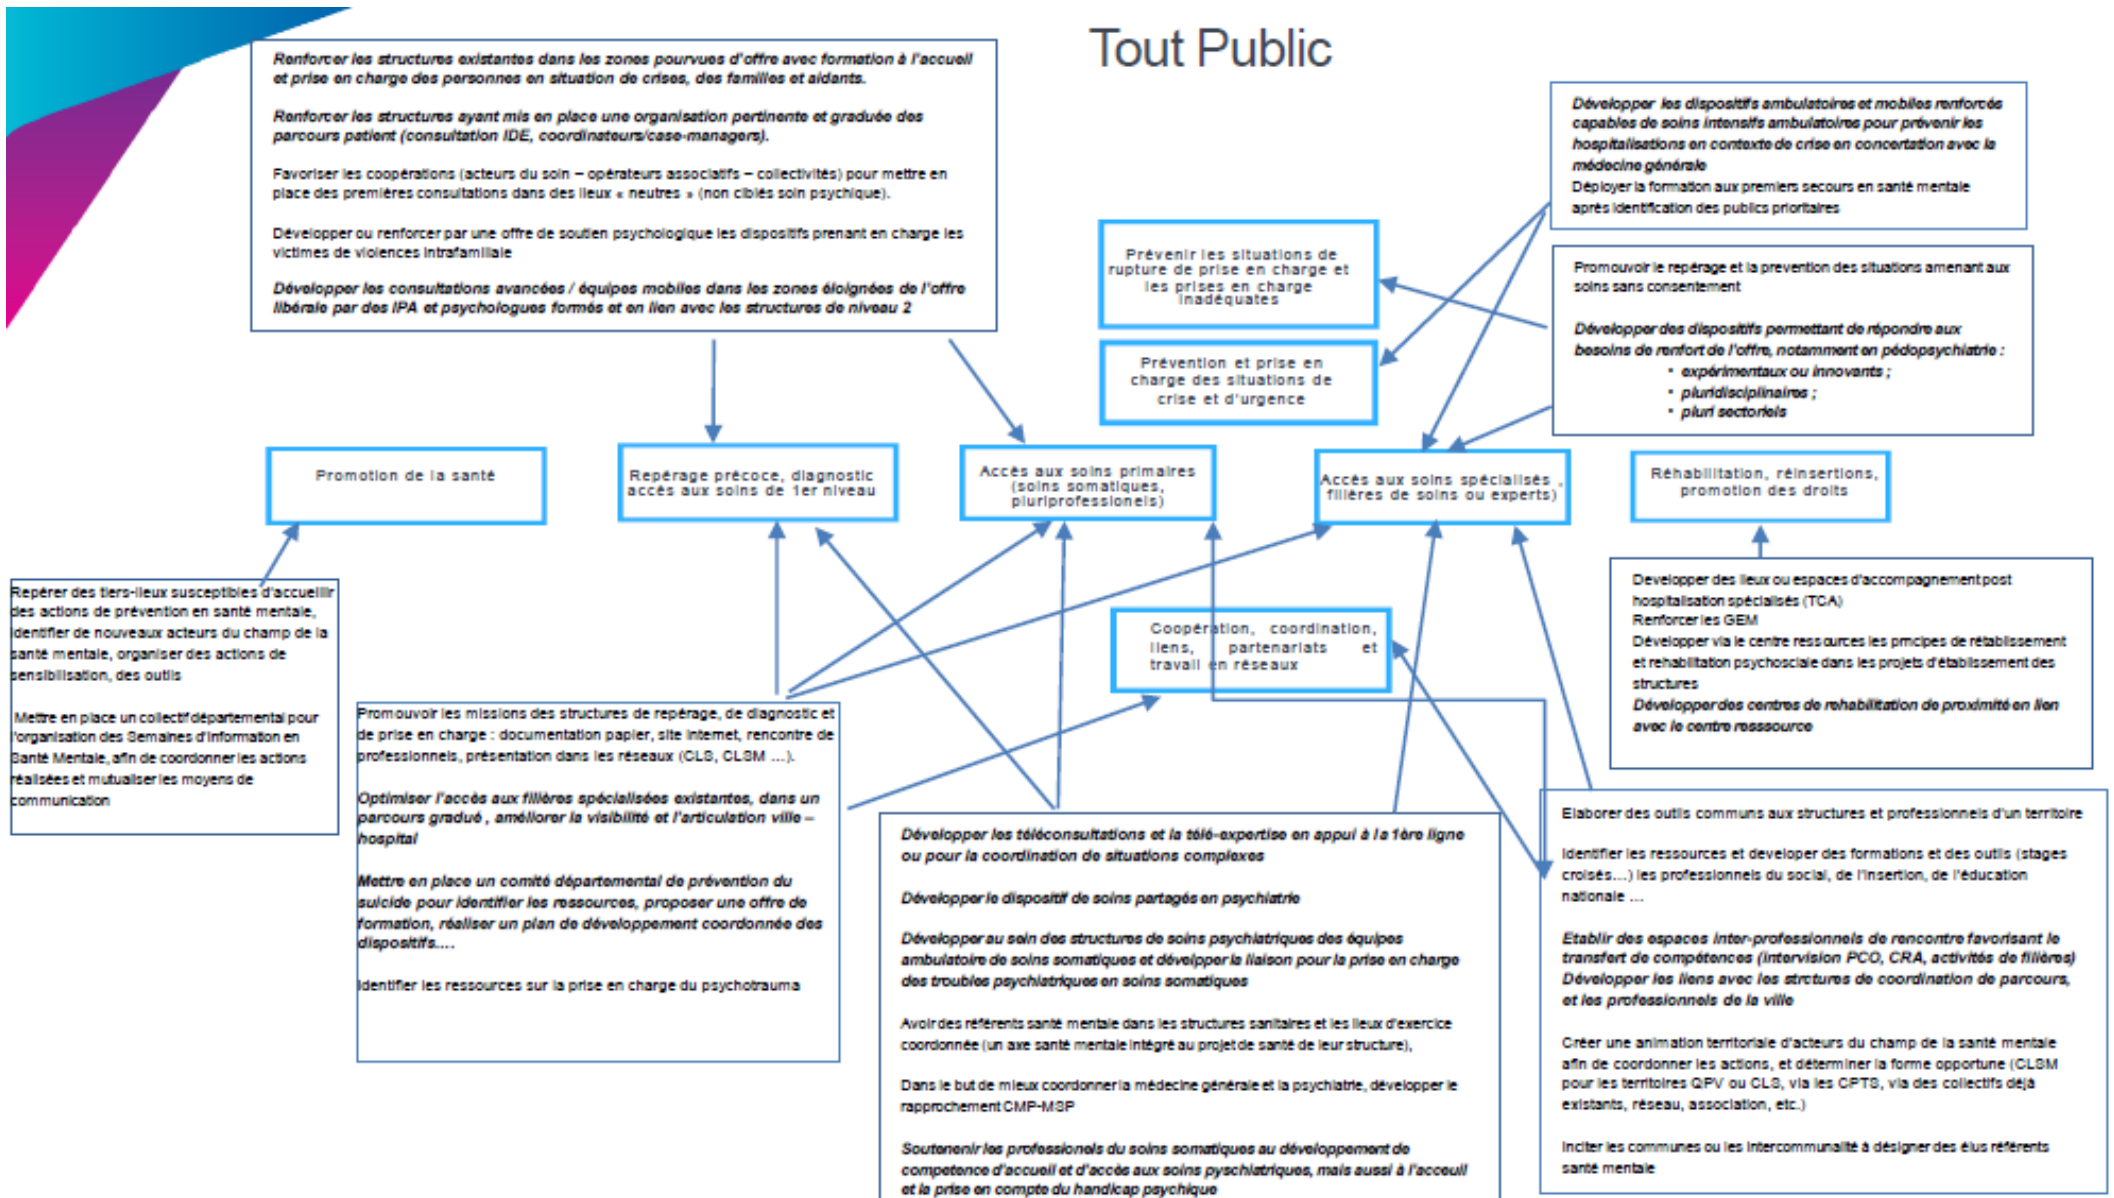 Tout Public
Renforcer les structures existantes dans les zones pourvues d'offre avec formation à l'accueil
et prise en charge des personnes en situation de crises, des familles et aidants.
Renforcer les structures ayant mis en place une organisation pertinente et graduée des
parcours patient (consultation IDE, coordinateurs/case-managers).
Favoriser les coopérations (acteurs du soin – opérateurs associatifs – collectivités) pour mettre en
place des premières consultations dans des lieux « neutres » (non ciblés soin psychique).
Développer ou renforcer par une offre de soutien psychologique les dispositifs prenant en charge les
victimes de violences intrafamiliale
Développer les consultations avancées / équipes mobiles dans les zones éloignées de l'offre
libérale par des IPA et psychologues formés et en lien avec les structures de niveau 2
Développer les dispositifs ambulatoires et mobiles renforcés
capables de soins intensifs ambulatoires pour prévenir les
hospitalisations en contexte de crise en concertation avec la
médecine générale
Déployer la formation aux premiers secours en santé mentale
après identification des publics prioritaires
Prévenir les situations de
rupture de prise en charge et
les prises en charge
inadéquates
Promouvoir le repérage et la prevention des situations amenant aux
soins sans consentement
Développer des dispositifs permettant de répondre aux
besoins de renfort de l'offre, notamment en pédopsychiatrie :
• expérimentaux ou innovants ;
• pluridisciplinaires ;
• pluri sectoriels
Prévention et prise en
charge des situations de
crise et d'urgence
Promotion de la santé
Repérage précoce, diagnostic
accès aux soins de 1er niveau
Accès aux soins primaires
(soins somatiques,
pluriprofessionels)
Accès aux soins spécialisés ,
filières de soins ou experts)
Réhabilitation, réinsertions,
promotion des droits
Repérer des tiers-lieux susceptibles d'accueillir
des actions de prévention en santé mentale,
identifier de nouveaux acteurs du champ de la
santé mentale, organiser des actions de
sensibilisation, des outils
Mettre en place un collectif départemental pour
l'organisation des Semaines d'Information en
Santé Mentale, afin de coordonner les actions
réalisées et mutualiser les moyens de
communication
Coopération, coordination,
liens, partenariats et
travail en réseaux
Developper des lieux ou espaces d'accompagnement post
hospitalisation spécialisés (TCA)
Renforcer les GEM
Développer via le centre ressources les prncipes de rétablissement
et rehabilitation psychosciale dans les projets d'établissement des
structures
Développer des centres de rehabilitation de proximité en lien
avec le centre resssource
Promouvoir les missions des structures de repérage, de diagnostic et
de prise en charge : documentation papier, site internet, rencontre de
professionnels, présentation dans les réseaux (CLS, CLSM …).
Optimiser l'accès aux filières spécialisées existantes, dans un
parcours gradué , améliorer la visibilité et l'articulation ville –
hospital
Mettre en place un comité départemental de prévention du
suicide pour identifier les ressources, proposer une offre de
formation, réaliser un plan de développement coordonnée des
dispositifs….
Identifier les ressources sur la prise en charge du psychotrauma
Développer les téléconsultations et la télé-expertise en appui à la 1ère ligne
ou pour la coordination de situations complexes
Développer le dispositif de soins partagés en psychiatrie
Développer au sein des structures de soins psychiatriques des équipes
ambulatoire de soins somatiques et dévelpper la liaison pour la prise en charge
des troubles psychiatriques en soins somatiques
Avoir des référents santé mentale dans les structures sanitaires et les lieux d'exercice
coordonnée (un axe santé mentale intégré au projet de santé de leur structure),
Dans le but de mieux coordonner la médecine générale et la psychiatrie, développer le
rapprochement CMP-MSP
Soutenenir les professionels du soins somatiques au développement de
competence d'accueil et d'accès aux soins pyschiatriques, mais aussi à l'acceuil
et la prise en compte du handicap psychique
Elaborer des outils communs aux structures et professionnels d'un territoire
Identifier les ressources et developer des formations et des outils (stages
croisés…) les professionnels du social, de l'insertion, de l'éducation
nationale …
Etablir des espaces inter-professionnels de rencontre favorisant le
transfert de compétences (intervision PCO, CRA, activités de filières)
Développer les liens avec les strctures de coordination de parcours,
et les professionnels de la ville
Créer une animation territoriale d'acteurs du champ de la santé mentale
afin de coordonner les actions, et déterminer la forme opportune (CLSM
pour les territoires QPV ou CLS, via les CPTS, via des collectifs déjà
existants, réseau, association, etc.)
Inciter les communes ou les intercommunalité à désigner des élus référents
santé mentale